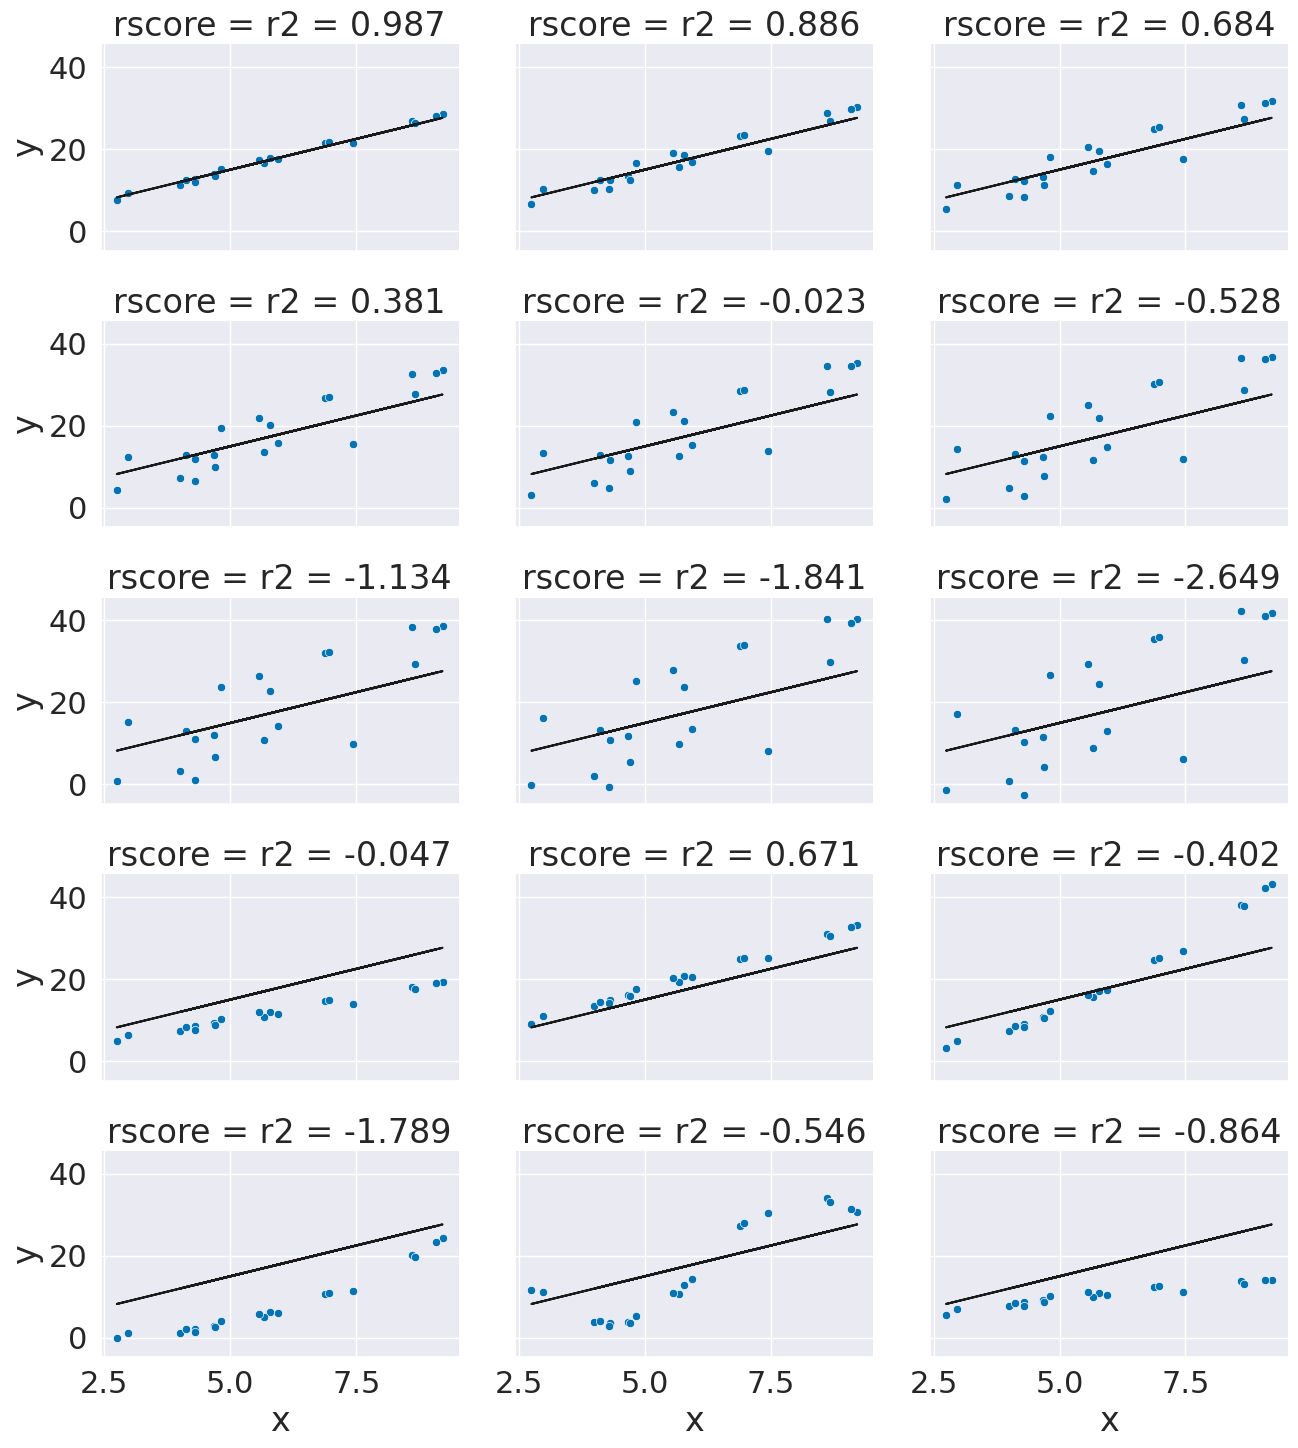 rscore = r2 = 0.987 rscore = r2 = 0.886 rscore = r2 = 0.684
40
20
0
y
rscore = r2 = 0.381 rscore = r2 = -0.023 rscore = r2 = -0.528
40
20
0
y
rscore = r2 = -1.134 rscore = r2 = -1.841 rscore = r2 = -2.649
40
20
0
y
rscore = r2 = -0.047 rscore = r2 = 0.671 rscore = r2 = -0.402
40
20
0
y
rscore = r2 = -1.789 rscore = r2 = -0.546 rscore = r2 = -0.864
40
20
0
y
2.5 5.0 7.5 2.5 5.0 7.5 2.5 5.0 7.5
x x x